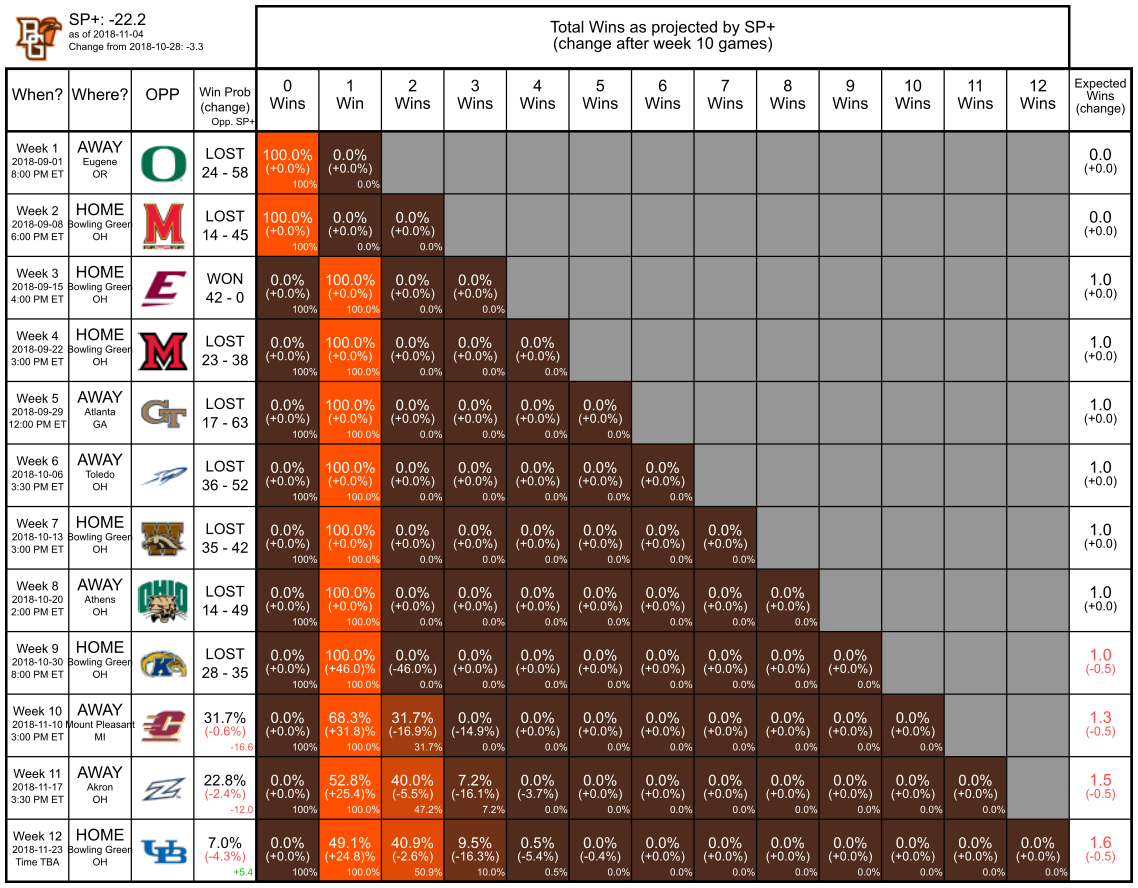 SP+: -22.2
as of 2018-11-04
Change from 2018-10-28: -3.3
Total Wins as projected by SP+
(change after week 10 games)
When? Where? OPP Win Prob (change) Opp. SP+ 0 Wins 1 Win 2 Wins 3 Wins 4 Wins 5 Wins 6 Wins 7 Wins 8 Wins 9 Wins 10 Wins 11 Wins 12 Wins Expected Wins (change)
Week 1 AWAY LOST 100.0% 0.0% 0.0
2018-09-01 Eugene O (+0.0%) (+0.0%) (+0.0)
8:00 PM ET OR 24 - 58 100% 0.0%
Week 2 HOME LOST 100.0% 0.0% 0.0% 0.0
2018-09-08 Bowling Green M (+0.0%) (+0.0%) (+0.0%) (+0.0)
6:00 PM ET OH 14 - 45 100% 0.0% 0.0%
Week 3 HOME WON 0.0% 100.0% 0.0% 0.0% 1.0
2018-09-15 Bowling Green E (+0.0%) (+0.0%) (+0.0%) (+0.0%) (+0.0)
4:00 PM ET OH 42 - 0 100% 100.0% 0.0% 0.0%
Week 4 HOME LOST 0.0% 100.0% 0.0% 0.0% 0.0% 1.0
2018-09-22 Bowling Green M (+0.0%) (+0.0%) (+0.0%) (+0.0%) (+0.0%) (+0.0)
3:00 PM ET OH 23 - 38 100% 100.0% 0.0% 0.0% 0.0%
Week 5 AWAY LOST 0.0% 100.0% 0.0% 0.0% 0.0% 0.0% 1.0
2018-09-29 Atlanta GT (+0.0%) (+0.0%) (+0.0%) (+0.0%) (+0.0%) (+0.0%) (+0.0)
12:00 PM ET GA 17 - 63 100% 100.0% 0.0% 0.0% 0.0% 0.0%
Week 6 AWAY LOST 0.0% 100.0% 0.0% 0.0% 0.0% 0.0% 0.0% 1.0
2018-10-06 Toledo (+0.0%) (+0.0%) (+0.0%) (+0.0%) (+0.0%) (+0.0%) (+0.0%) (+0.0)
3:30 PM ET OH 36 - 52 100% 100.0% 0.0% 0.0% 0.0% 0.0% 0.0%
Week 7 HOME LOST 0.0% 100.0% 0.0% 0.0% 0.0% 0.0% 0.0% 0.0% 1.0
2018-10-13 Bowling Green W (+0.0%) (+0.0%) (+0.0%) (+0.0%) (+0.0%) (+0.0%) (+0.0%) (+0.0%) (+0.0)
3:00 PM ET OH 35 - 42 100% 100.0% 0.0% 0.0% 0.0% 0.0% 0.0% 0.0%
Week 8 AWAY LOST 0.0% 100.0% 0.0% 0.0% 0.0% 0.0% 0.0% 0.0% 0.0% 1.0
2018-10-20 Athens OHIO (+0.0%) (+0.0%) (+0.0%) (+0.0%) (+0.0%) (+0.0%) (+0.0%) (+0.0%) (+0.0%) (+0.0)
2:00 PM ET OH 14 - 49 100% 100.0% 0.0% 0.0% 0.0% 0.0% 0.0% 0.0% 0.0%
Week 9 HOME LOST 0.0% 100.0% 0.0% 0.0% 0.0% 0.0% 0.0% 0.0% 0.0% 0.0% 1.0
2018-10-30 Bowling Green K (+0.0%) (+46.0)% (-46.0%) (+0.0%) (+0.0%) (+0.0%) (+0.0%) (+0.0%) (+0.0%) (+0.0%) (-0.5)
8:00 PM ET OH 28 - 35 100% 100.0% 0.0% 0.0% 0.0% 0.0% 0.0% 0.0% 0.0% 0.0%
Week 10 AWAY 31.7% 0.0% 68.3% 31.7% 0.0% 0.0% 0.0% 0.0% 0.0% 0.0% 0.0% 0.0% 1.3
2018-11-10 Mount Pleasant C (-0.6%) (+0.0%) (+31.8)% (-16.9%) (-14.9%) (+0.0%) (+0.0%) (+0.0%) (+0.0%) (+0.0%) (+0.0%) (+0.0%) (-0.5)
3:00 PM ET MI -16.6 100% 100.0% 31.7% 0.0% 0.0% 0.0% 0.0% 0.0% 0.0% 0.0% 0.0%
Week 11 AWAY 22.8% 0.0% 52.8% 40.0% 7.2% 0.0% 0.0% 0.0% 0.0% 0.0% 0.0% 0.0% 0.0% 1.5
2018-11-17 Akron Z (-2.4%) (+0.0%) (+25.4)% (-5.5%) (-16.1%) (-3.7%) (+0.0%) (+0.0%) (+0.0%) (+0.0%) (+0.0%) (+0.0%) (+0.0%) (-0.5)
3:30 PM ET OH -12.0 100% 100.0% 47.2% 7.2% 0.0% 0.0% 0.0% 0.0% 0.0% 0.0% 0.0% 0.0%
Week 12 HOME 7.0% 0.0% 49.1% 40.9% 9.5% 0.5% 0.0% 0.0% 0.0% 0.0% 0.0% 0.0% 0.0% 0.0% 1.6
2018-11-23 Bowling Green UB (-4.3%) (+0.0%) (+24.8)% (-2.6%) (-16.3%) (-5.4%) (-0.4%) (+0.0%) (+0.0%) (+0.0%) (+0.0%) (+0.0%) (+0.0%) (+0.0%) (-0.5)
Time TBA OH +5.4 100% 100.0% 50.9% 10.0% 0.5% 0.0% 0.0% 0.0% 0.0% 0.0% 0.0% 0.0% 0.0%